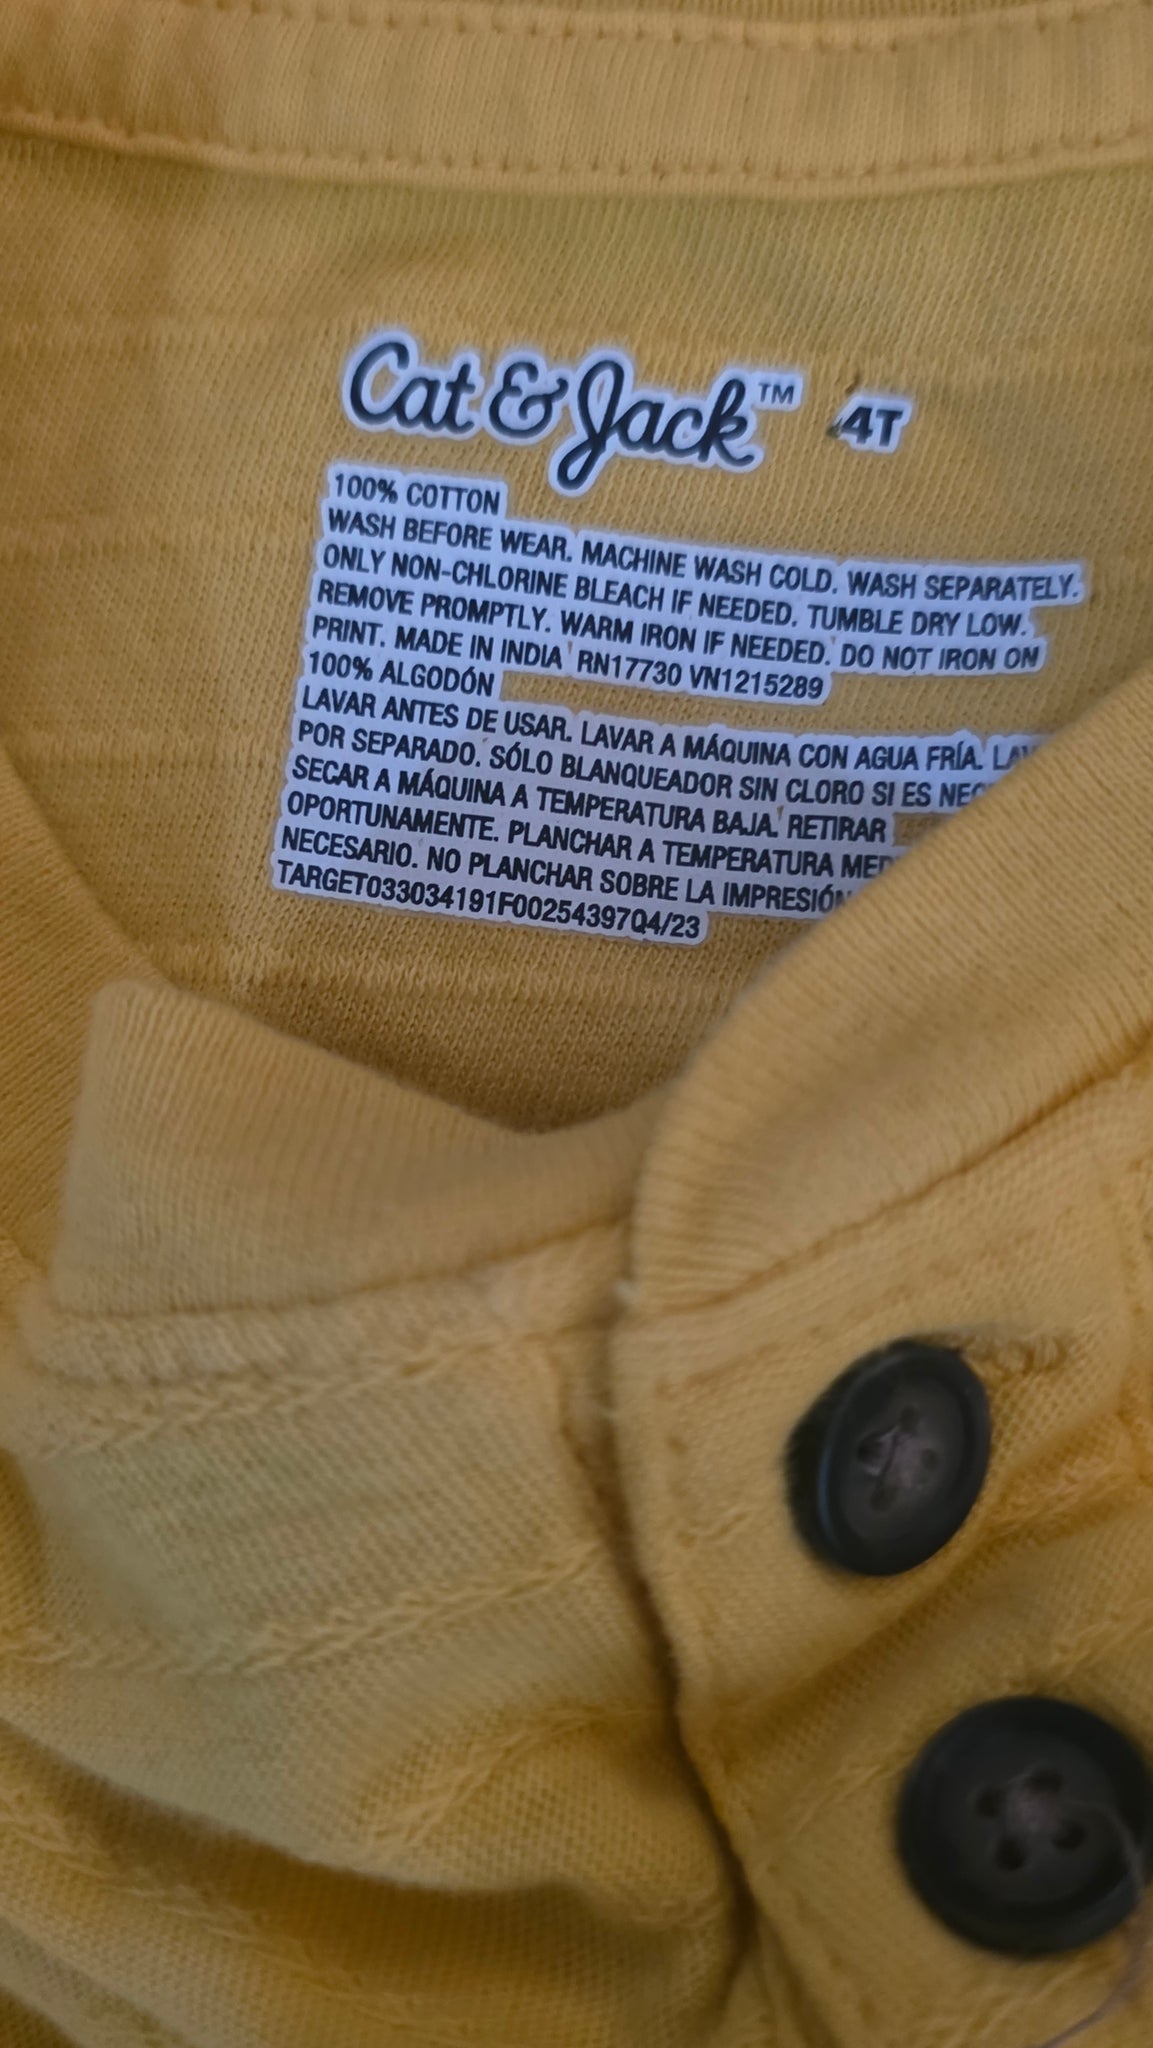 Cat & Jack™ 4T
100% COTTON
WASH BEFORE WEAR. MACHINE WASH COLD. WASH SEPARATELY.
ONLY NON-CHLORINE BLEACH IF NEEDED. TUMBLE DRY LOW.
REMOVE PROMPTLY. WARM IRON IF NEEDED. DO NOT IRON ON
PRINT. MADE IN INDIA RN17730 VN1215289
100% ALGODÓN
LAVAR ANTES DE USAR. LAVAR A MÁQUINA CON AGUA FRÍA.
POR SEPARADO. SÓLO BLANQUEADOR SIN CLORO SI ES
SECAR A MÁQUINA A TEMPERATURA BAJA. RETIRAR
OPORTUNAMENTE. PLANCHAR A TEMPERATURA
NECESARIO. NO PLANCHAR SOBRE LA IMPRESIÓN
TARGET033034191F00254397Q4/23